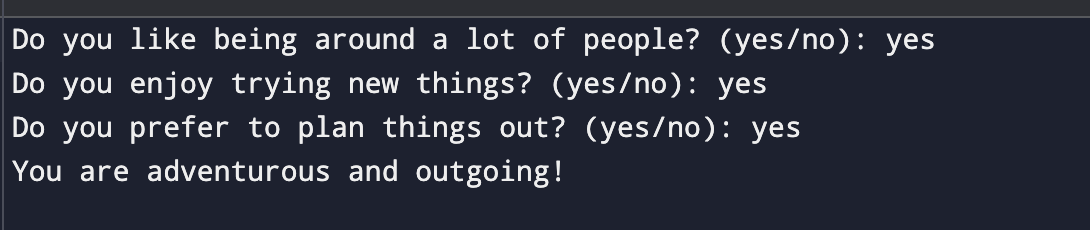 Do you like being around a lot of people? (yes/no): yes
Do you enjoy trying new things? (yes/no): yes
Do you prefer to plan things out? (yes/no): yes
You are adventurous and outgoing!